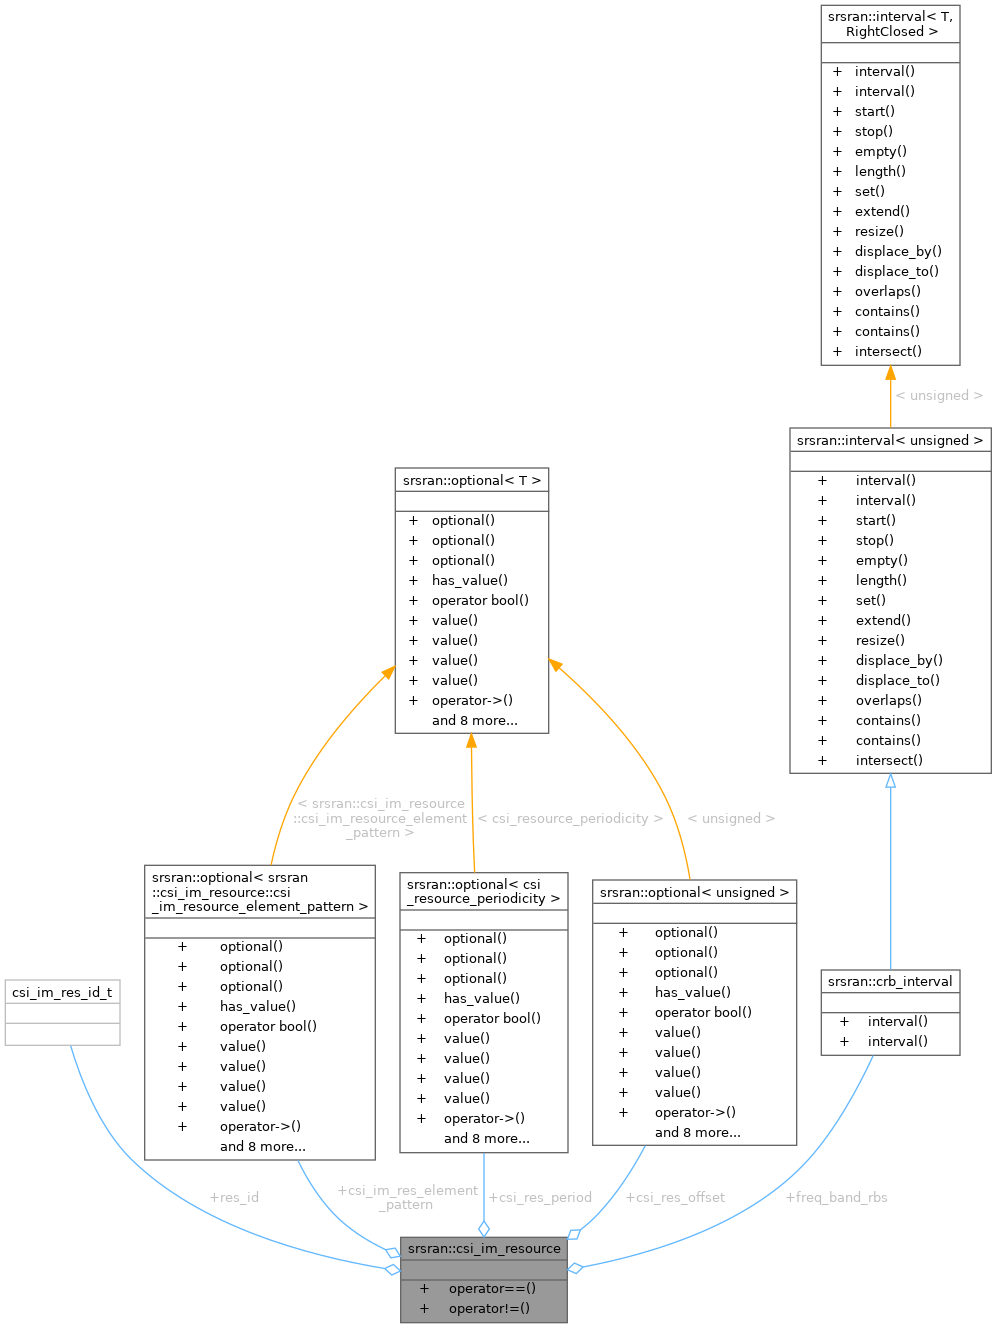 srsran::interval< T,
RightClosed >
+ interval()
+ interval()
+ start()
+ stop()
+ empty()
+ length()
+ set()
+ extend()
+ resize()
+ displace_by()
+ displace_to()
+ overlaps()
+ contains()
+ contains()
+ intersect()
< unsigned >
srsran::interval< unsigned >
+ interval()
+ interval()
+ start()
+ stop()
+ empty()
+ length()
+ set()
+ extend()
+ resize()
+ displace_by()
+ displace_to()
+ overlaps()
+ contains()
+ contains()
+ intersect()
srsran::optional< T >
+ optional()
+ optional()
+ optional()
+ has_value()
+ operator bool()
+ value()
+ value()
+ value()
+ value()
+ operator->()
and 8 more...
< srsran::csi_im_resource
::csi_im_resource_element
_pattern >
< csi_resource_periodicity >
< unsigned >
csi_im_res_id_t
srsran::optional< srsran
::csi_im_resource::csi
_im_resource_element_pattern >
+ optional()
+ optional()
+ optional()
+ has_value()
+ operator bool()
+ value()
+ value()
+ value()
+ value()
+ operator->()
and 8 more...
srsran::optional< csi
_resource_periodicity >
+ optional()
+ optional()
+ optional()
+ has_value()
+ operator bool()
+ value()
+ value()
+ value()
+ value()
+ operator->()
and 8 more...
srsran::optional< unsigned >
+ optional()
+ optional()
+ optional()
+ has_value()
+ operator bool()
+ value()
+ value()
+ value()
+ value()
+ operator->()
and 8 more...
srsran::crb_interval
+ interval()
+ interval()
+res_id
+csi_im_res_element
_pattern
+csi_res_period
+csi_res_offset
+freq_band_rbs
srsran::csi_im_resource
+ operator==()
+ operator!=()